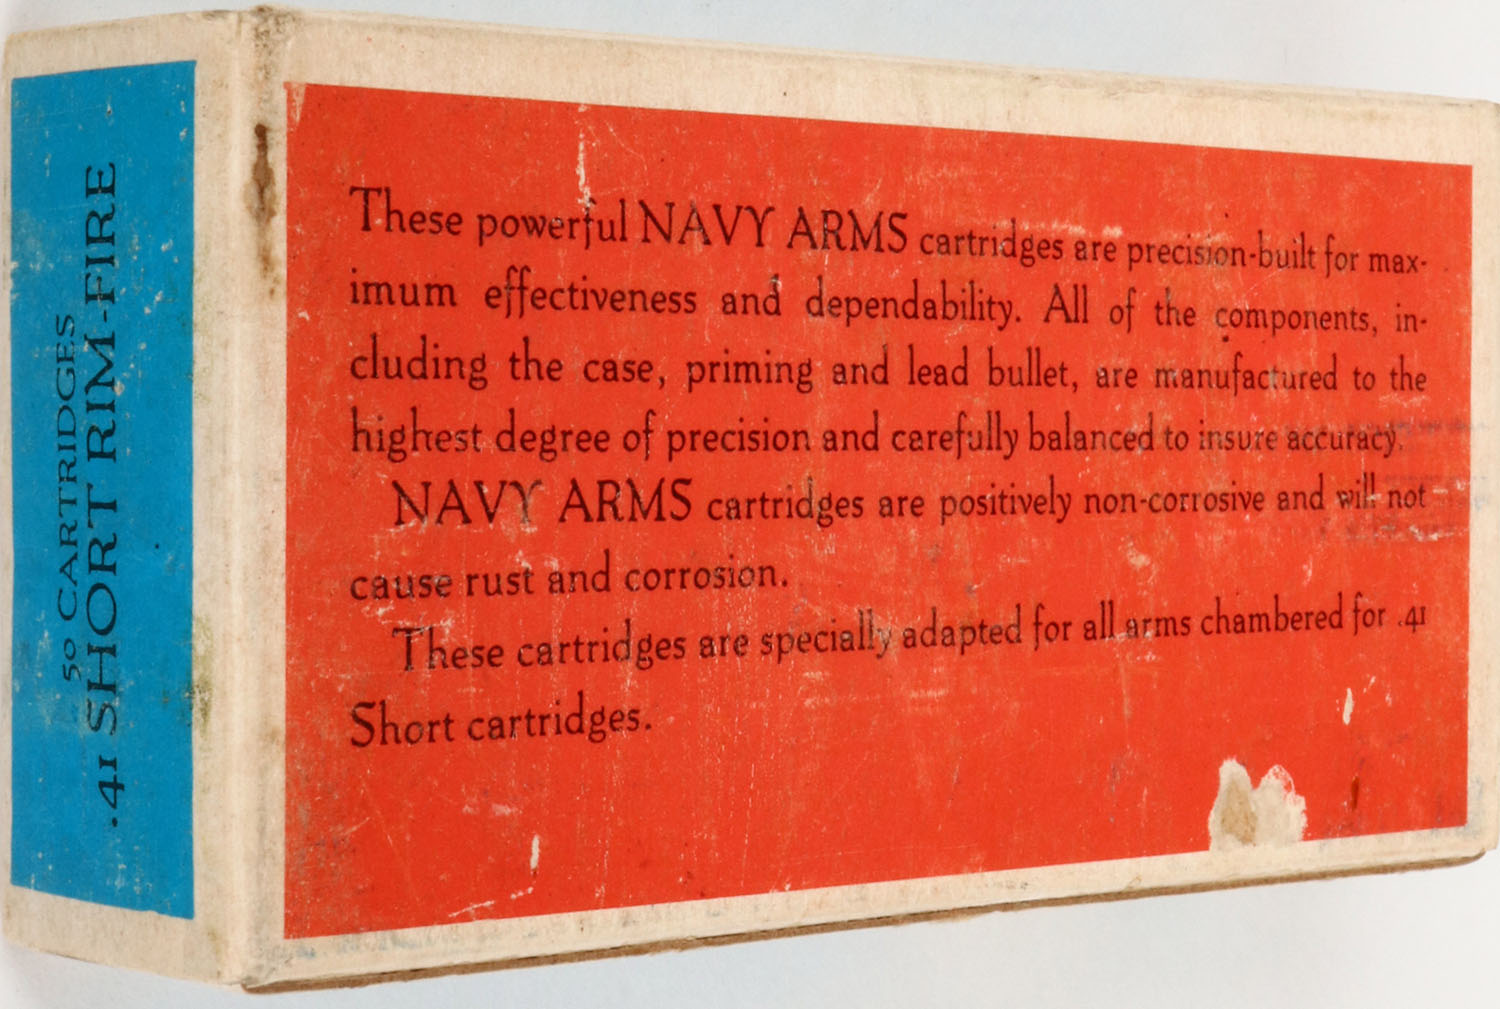 50 CARTRIDGES
.41 SHORT RIM-FIRE
These powerful NAVY ARMS cartridges are precision-built for max-
imum effectiveness and dependability. All of the components, in-
cluding the case, priming and lead bullet, are manufactured to the
highest degree of precision and carefully balanced to insure accuracy.
NAVY ARMS cartridges are positively non-corrosive and will not
cause rust and corrosion.
These cartridges are specially adapted for all arms chambered for .41
Short cartridges.